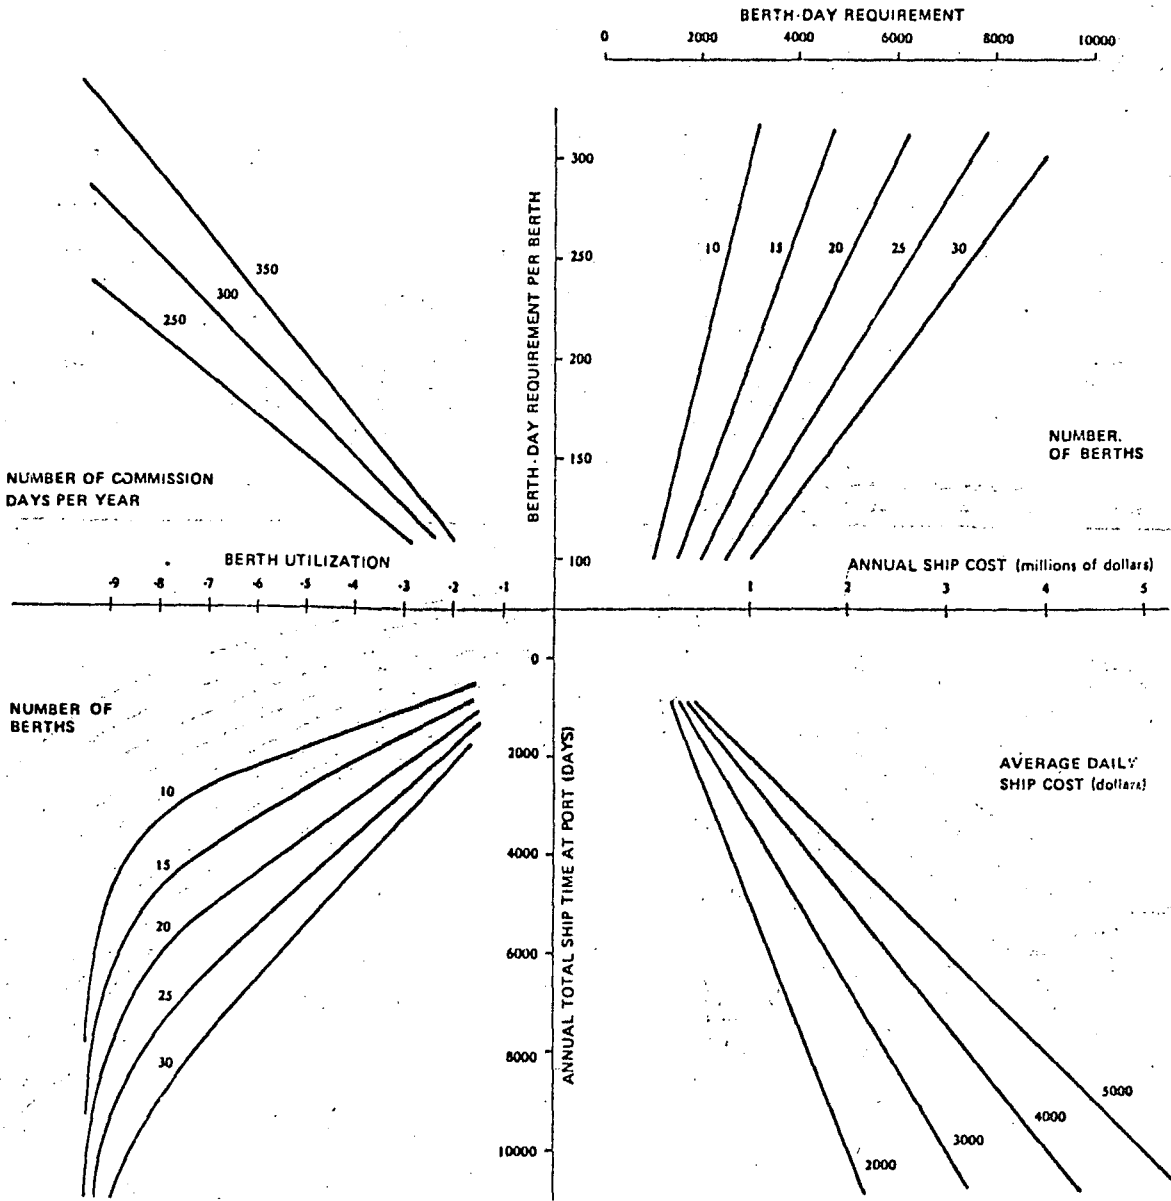 BERTH-DAY REQUIREMENT
0 2000 4000 6000 8000 10000
BERTH-DAY REQUIREMENT PER BERTH
300
250
200
150
100
350
300
250
NUMBER OF COMMISSION
DAYS PER YEAR
10 15 20 25 30
NUMBER
OF BERTHS
BERTH UTILIZATION
.9 .8 .7 .6 .5 .4 .3 .2 .1
ANNUAL SHIP COST (millions of dollars)
1 2 3 4 5
NUMBER OF
BERTHS
10
15
20
25
30
0
2000
4000
6000
8000
10000
ANNUAL TOTAL SHIP TIME AT PORT (DAYS)
AVERAGE DAILY
SHIP COST (dollars)
5000
4000
3000
2000